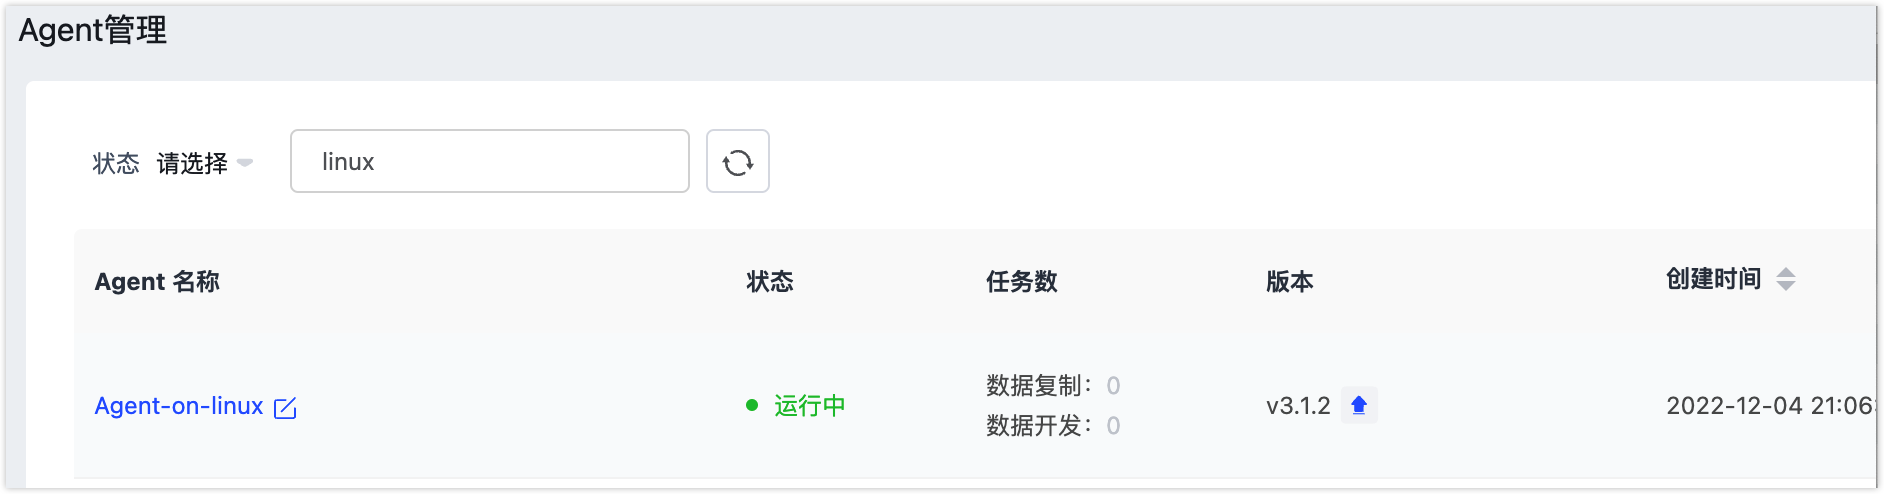 Agent管理
状态 请选择 linux
Agent 名称 状态 任务数 版本 创建时间
Agent-on-linux 运行中 数据复制：0 v3.1.2 2022-12-04 21:06:
数据开发：0